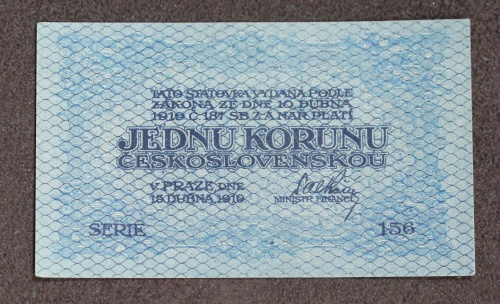 TATO STÁTOVKA VYDANÁ PODLE
ZÁKONA ZE DNE 10. DUBNA
1919 Č. 187 SB. Z. A NAR. PLATÍ
JEDNU KORUNU
ČESKOSLOVENSKOU
V PRAZE DNE
15. DUBNA 1919
MINISTR FINANCÍ
SERIE 156